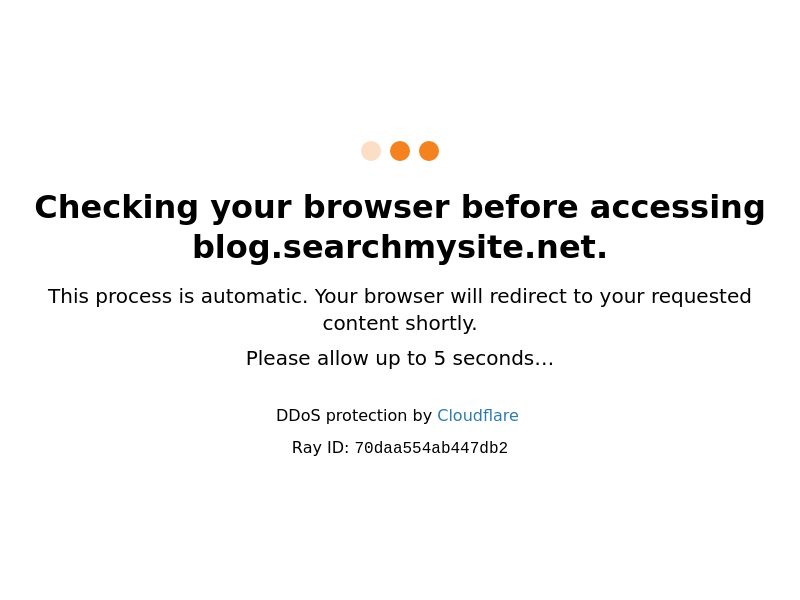 Checking your browser before accessing
blog.searchmysite.net.
This process is automatic. Your browser will redirect to your requested
content shortly.
Please allow up to 5 seconds…
DDoS protection by Cloudflare
Ray ID: 70daa554ab447db2